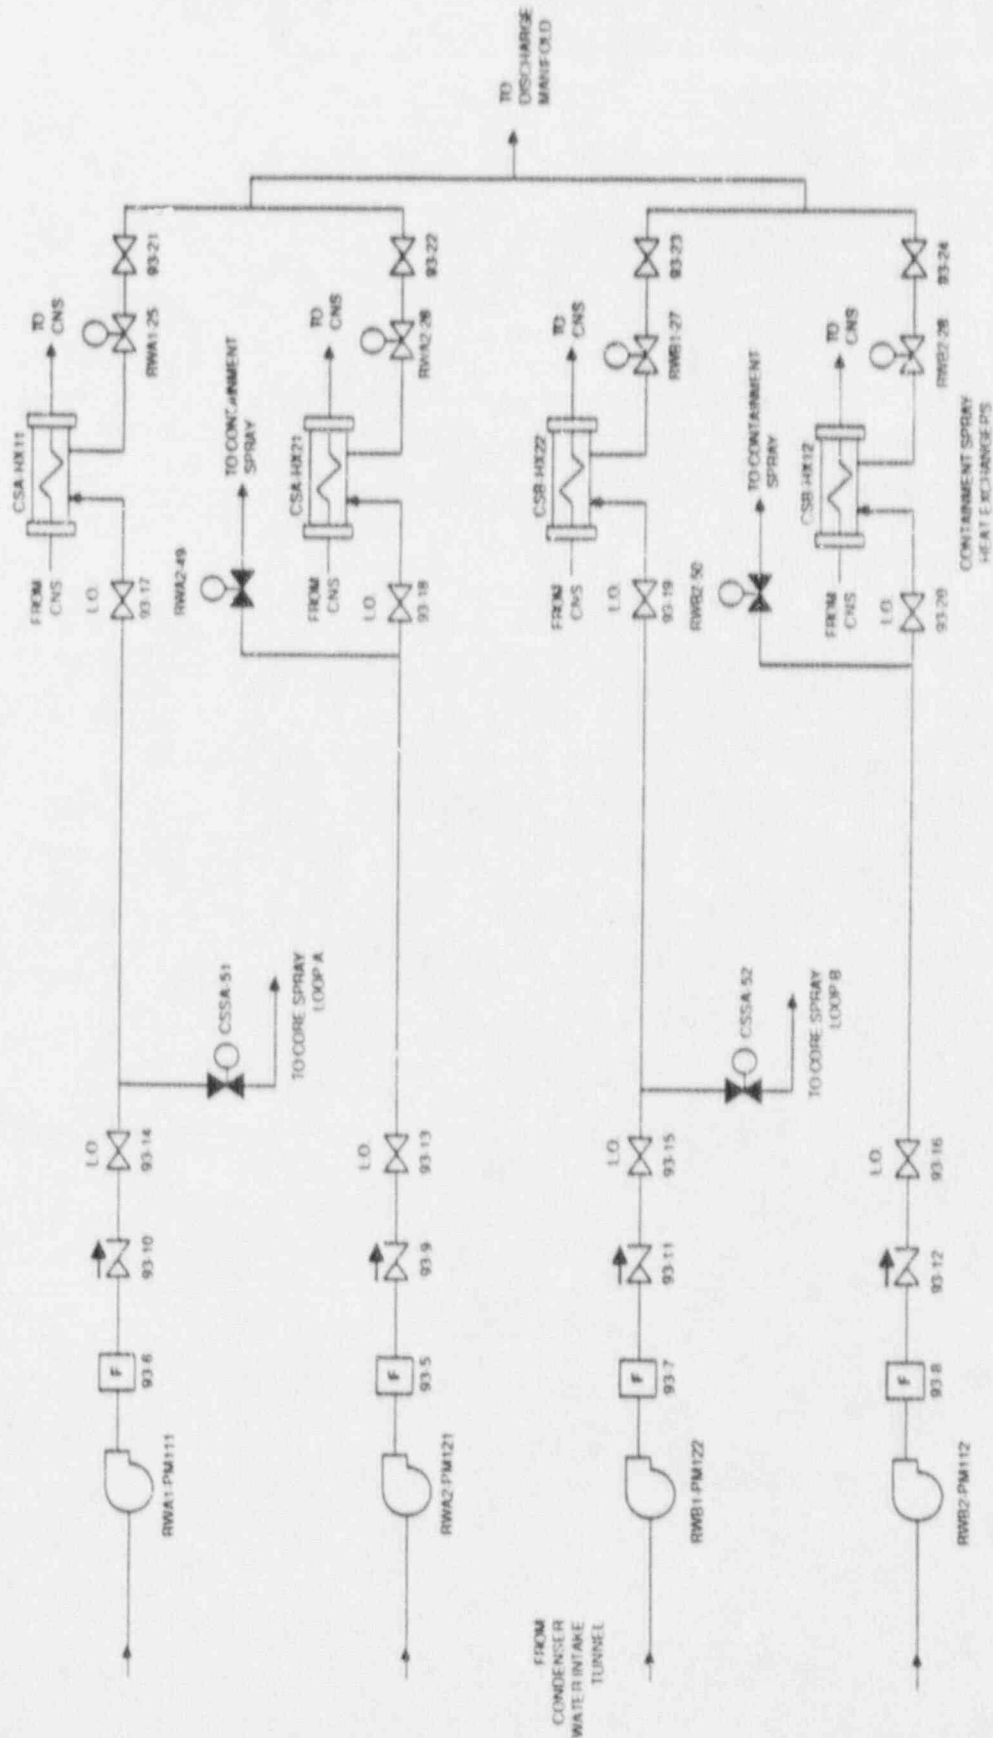 FROM
CONDENSER
WATER INTAKE
TUNNEL
RWA1-PM111
F
93-6
93-10
L.O.
93-14
CSSA-51
TO CORE SPRAY
LOOP A
L.O.
93-17
FROM
CNS
CSA-HX11
TO
CNS
RWA1-25
93-21
RWA2-PM121
F
93-5
93-9
L.O.
93-13
RWA2-49
TO CONTAINMENT
SPRAY
L.O.
93-18
FROM
CNS
CSA-HX21
TO
CNS
93-22
TO
DISCHARGE
MANIFOLD
RWB1-PM122
F
93-7
93-11
L.O.
93-15
CSSA-52
TO CORE SPRAY
LOOP B
L.O.
93-19
FROM
CNS
CSB-HX22
TO
CNS
RWB1-27
93-23
RWB2-PM112
F
93-8
93-12
L.O.
93-16
RWB2-50
TO CONTAINMENT
SPRAY
L.O.
93-20
FROM
CNS
CSB-HX12
TO
CNS
RWB2-28
93-24
CONTAINMENT SPRAY
HEAT EXCHANGERS